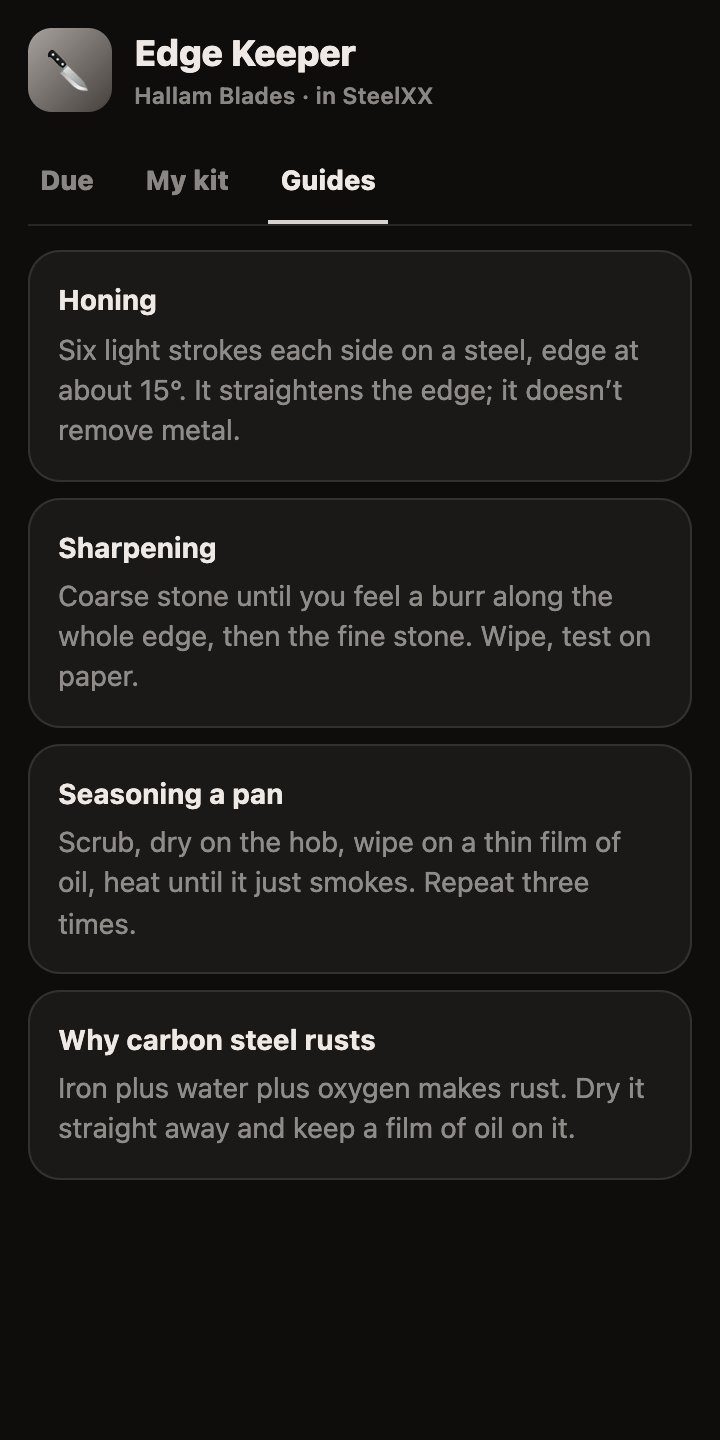 Edge Keeper
Hallam Blades · in SteelXX
Due
My kit
Guides
Honing
Six light strokes each side on a steel, edge at
about 15°. It straightens the edge; it doesn’t
remove metal.
Sharpening
Coarse stone until you feel a burr along the
whole edge, then the fine stone. Wipe, test on
paper.
Seasoning a pan
Scrub, dry on the hob, wipe on a thin film of
oil, heat until it just smokes. Repeat three
times.
Why carbon steel rusts
Iron plus water plus oxygen makes rust. Dry it
straight away and keep a film of oil on it.